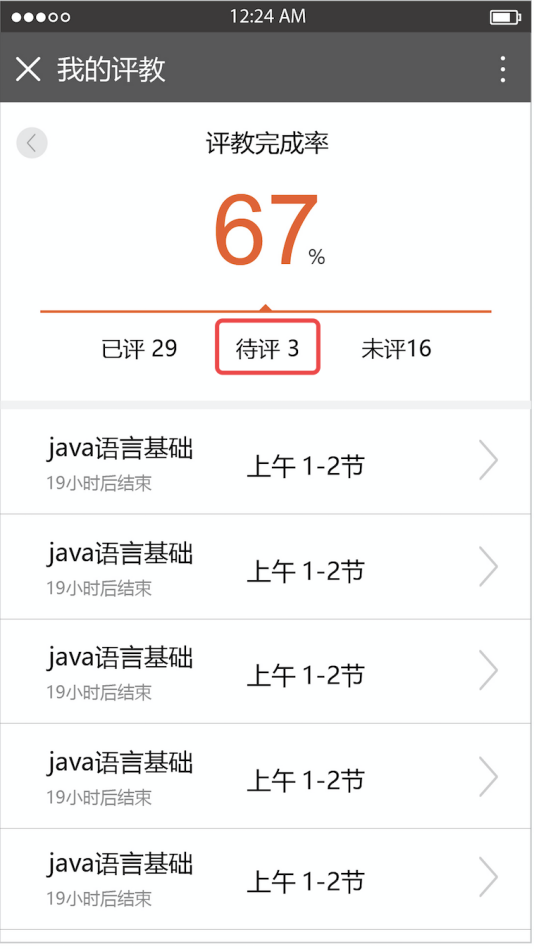 12:24 AM
我的评教
评教完成率
67%
已评 29 待评 3 未评16
java语言基础
19小时后结束
上午 1-2节
java语言基础
19小时后结束
上午 1-2节
java语言基础
19小时后结束
上午 1-2节
java语言基础
19小时后结束
上午 1-2节
java语言基础
19小时后结束
上午 1-2节